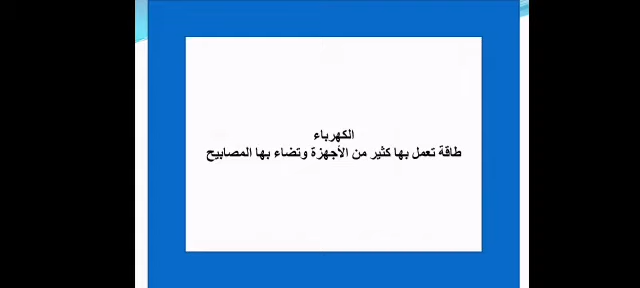 الكهرباء
طاقة تعمل بها كثير من الأجهزة وتضاء بها المصابيح